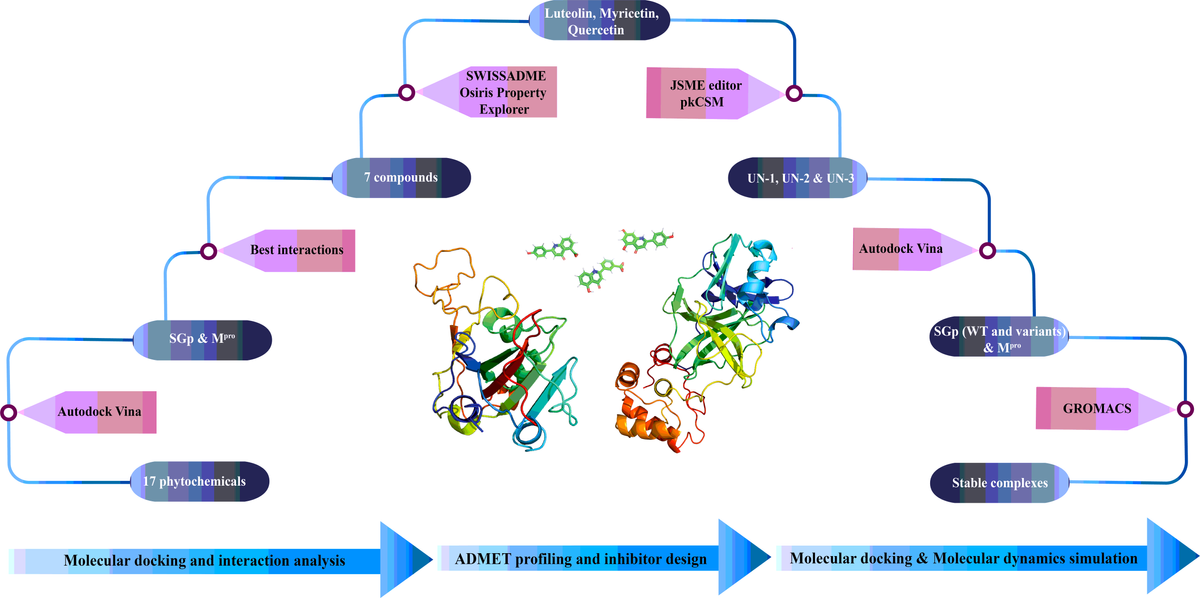 Luteolin, Myricetin,
Quercetin
SWISSADME
Osiris Property
Explorer
JSME editor
pkCSM
7 compounds
UN-1, UN-2 & UN-3
Best interactions
Autodock Vina
SGp & Mᵖʳᵒ
SGp (WT and variants)
& Mᵖʳᵒ
Autodock Vina
GROMACS
17 phytochemicals
Stable complexes
Molecular docking and interaction analysis
ADMET profiling and inhibitor design
Molecular docking & Molecular dynamics simulation